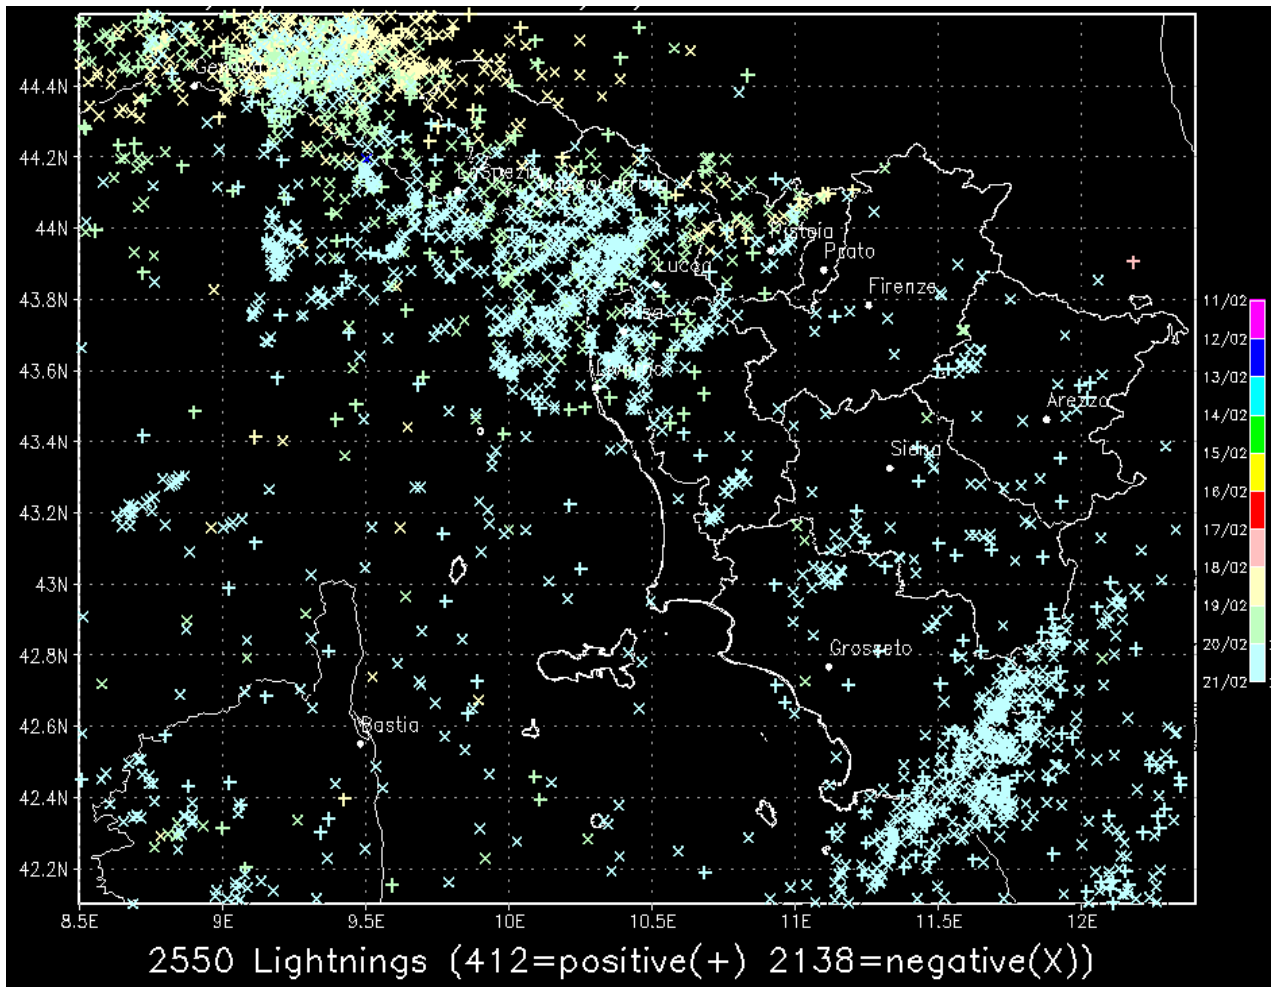 Genova
44.4N
44.2N
La Spezia
Massa Carrara
44N
Pistoia
Prato
Lucca
Firenze
43.8N
Pisa
11/02
12/02
13/02
14/02
15/02
16/02
17/02
18/02
19/02
20/02
21/02
43.6N
Livorno
Arezzo
43.4N
Siena
43.2N
43N
42.8N
Grosseto
42.6N
Bastia
42.4N
42.2N
8.5E 9E 9.5E 10E 10.5E 11E 11.5E 12E
2550 Lightnings (412=positive(+) 2138=negative(X))